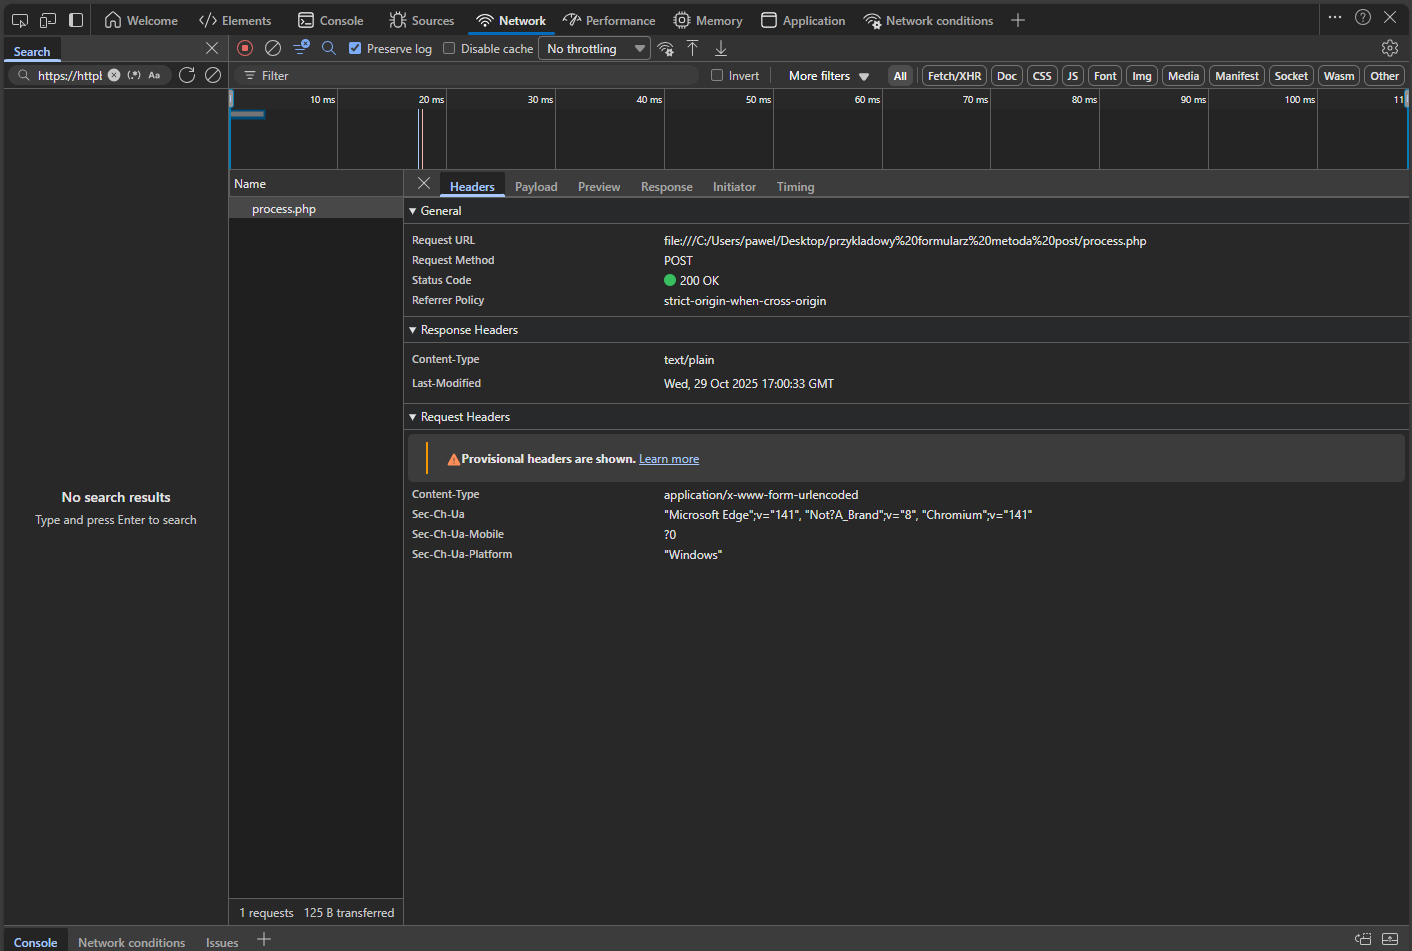 Welcome Elements Console Sources Network Performance Memory Application Network conditions
Search
Preserve log Disable cache No throttling
https://httpb .* Aa
Filter Invert More filters All Fetch/XHR Doc CSS JS Font Img Media Manifest Socket Wasm Other
10 ms 20 ms 30 ms 40 ms 50 ms 60 ms 70 ms 80 ms 90 ms 100 ms 11
Name
Headers Payload Preview Response Initiator Timing
process.php
General
Request URL file:///C:/Users/pawel/Desktop/przykladowy%20formularz%20metoda%20post/process.php
Request Method POST
Status Code 200 OK
Referrer Policy strict-origin-when-cross-origin
Response Headers
Content-Type text/plain
Last-Modified Wed, 29 Oct 2025 17:00:33 GMT
Request Headers
Provisional headers are shown. Learn more
Content-Type application/x-www-form-urlencoded
Sec-Ch-Ua "Microsoft Edge";v="141", "Not?A_Brand";v="8", "Chromium";v="141"
Sec-Ch-Ua-Mobile ?0
Sec-Ch-Ua-Platform "Windows"
No search results
Type and press Enter to search
1 requests 125 B transferred
Console Network conditions Issues